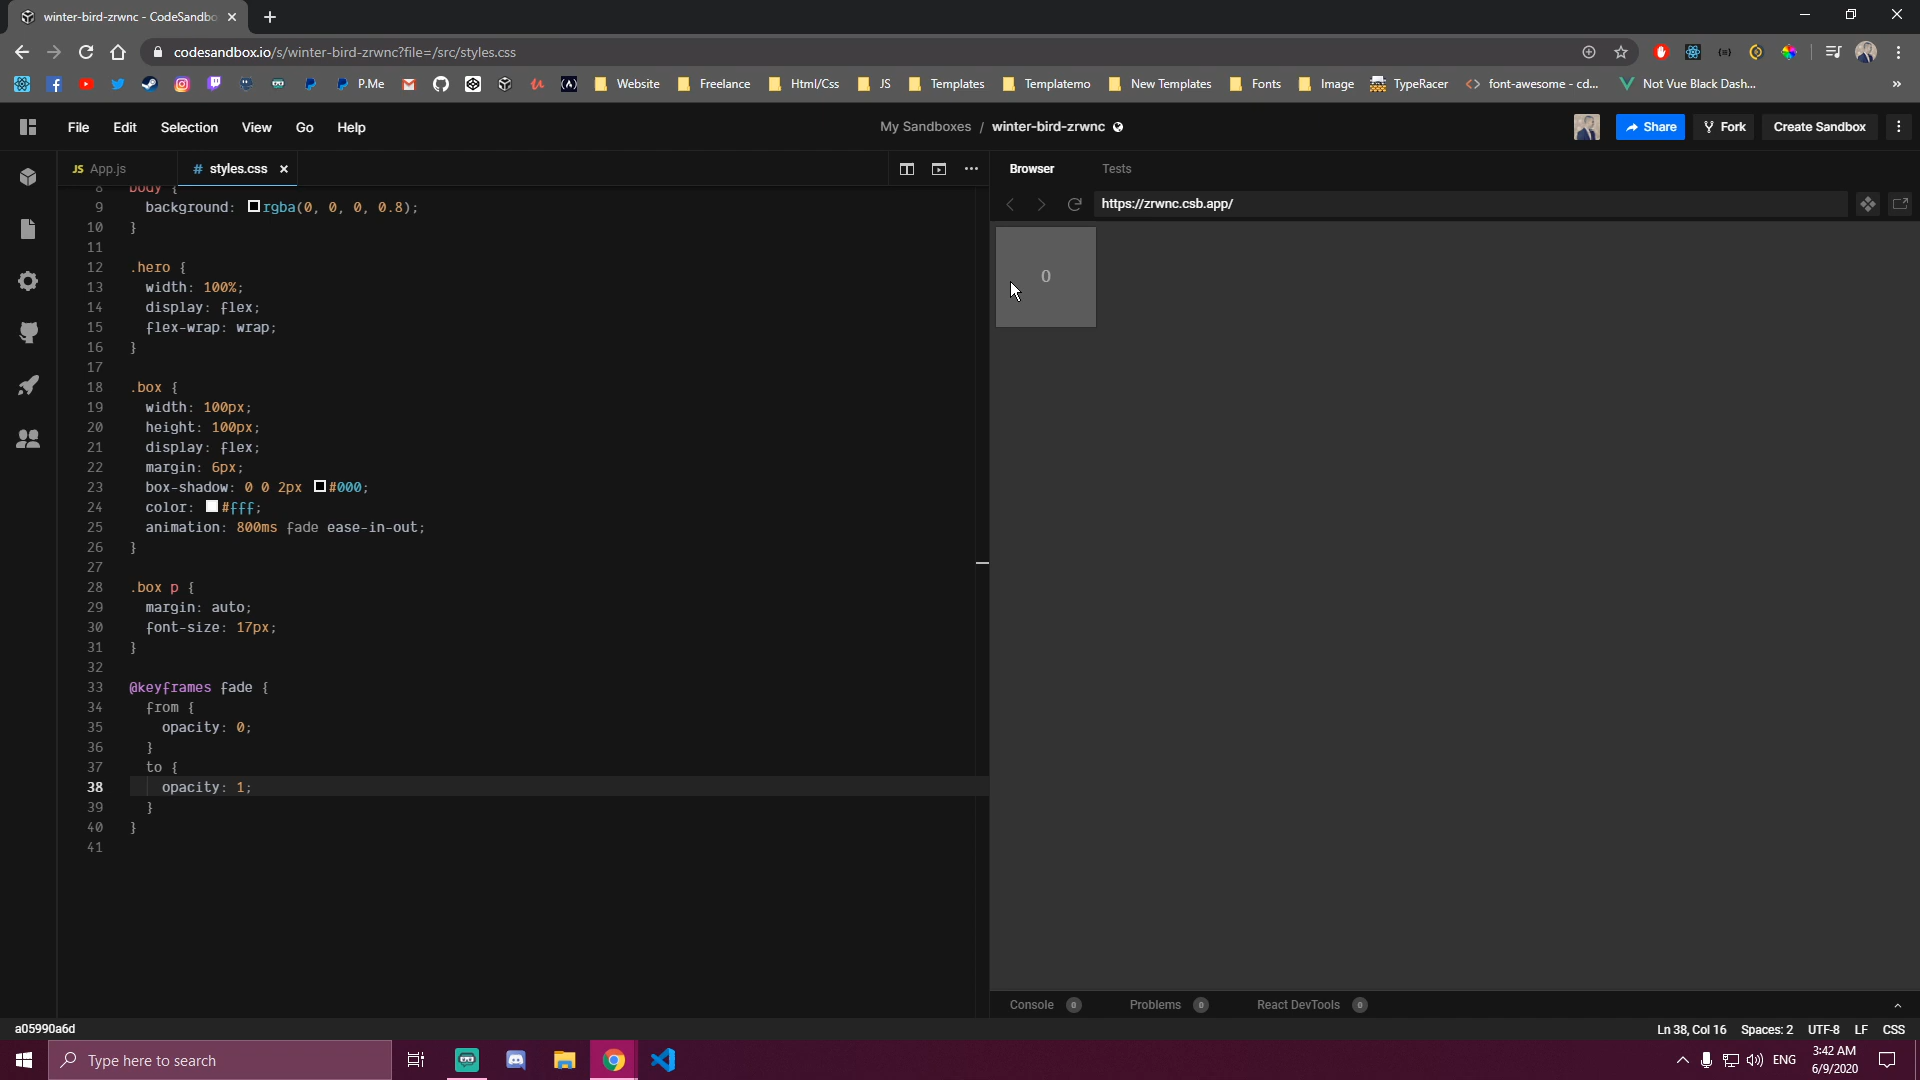 winter-bird-zrwnc - CodeSandbo
codesandbox.io/s/winter-bird-zrwnc?file=/src/styles.css
P.Me
Website
Freelance
Html/Css
JS
Templates
Templatemo
New Templates
Fonts
Image
TypeRacer
font-awesome - cd...
Not Vue Black Dash...
File Edit Selection View Go Help
My Sandboxes / winter-bird-zrwnc
Share
Fork
Create Sandbox
JS App.js
# styles.css
Browser
Tests
https://zrwnc.csb.app/
8 body {
9 background: rgba(0, 0, 0, 0.8);
10 }
11
12 .hero {
13 width: 100%;
14 display: flex;
15 flex-wrap: wrap;
16 }
17
18 .box {
19 width: 100px;
20 height: 100px;
21 display: flex;
22 margin: 6px;
23 box-shadow: 0 0 2px #000;
24 color: #fff;
25 animation: 800ms fade ease-in-out;
26 }
27
28 .box p {
29 margin: auto;
30 font-size: 17px;
31 }
32
33 @keyframes fade {
34 from {
35 opacity: 0;
36 }
37 to {
38 opacity: 1;
39 }
40 }
41
0
Console 0
Problems 0
React DevTools 0
a05990a6d
Ln 38, Col 16 Spaces: 2 UTF-8 LF CSS
Type here to search
ENG
3:42 AM
6/9/2020